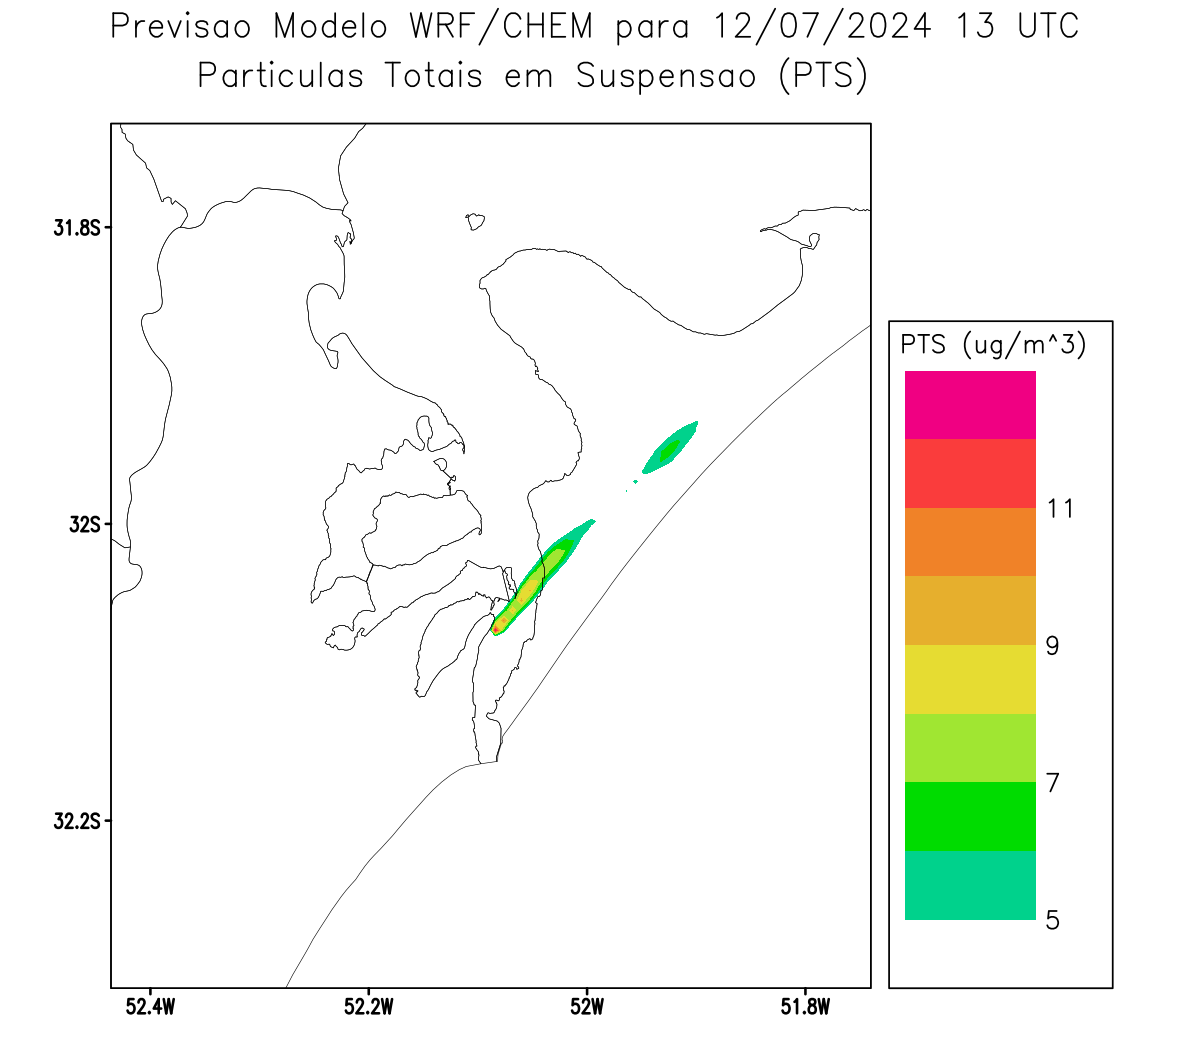 Previsao Modelo WRF/CHEM para 12/07/2024 13 UTC
Particulas Totais em Suspensao (PTS)
31.8S
32S
32.2S
52.4W
52.2W
52W
51.8W
PTS (ug/m^3)
11
9
7
5